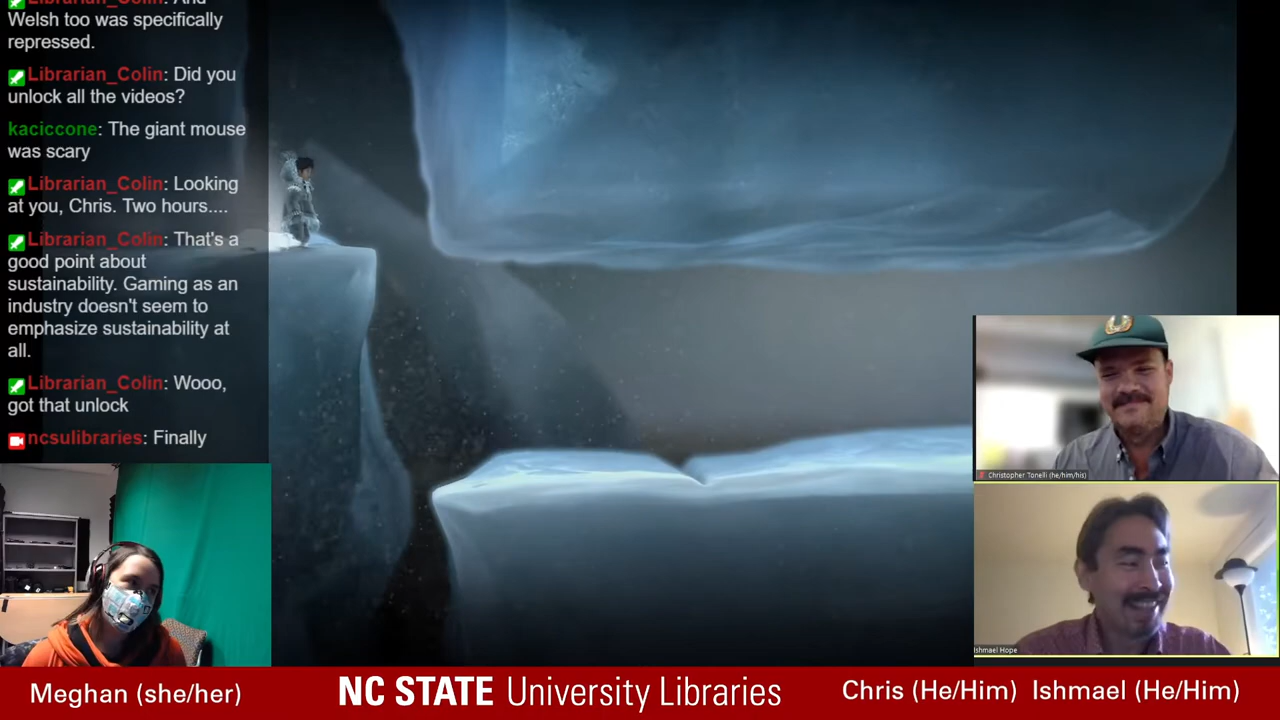 Librarian_Colin: And
Welsh too was specifically
repressed.
Librarian_Colin: Did you
unlock all the videos?
kaciccone: The giant mouse
was scary
Librarian_Colin: Looking
at you, Chris. Two hours....
Librarian_Colin: That's a
good point about
sustainability. Gaming as an
industry doesn't seem to
emphasize sustainability at
all.
Librarian_Colin: Wooo,
got that unlock
ncsulibraries: Finally
Christopher Tonelli (he/him/his)
Ishmael Hope
Meghan (she/her)
NC STATE University Libraries
Chris (He/Him) Ishmael (He/Him)